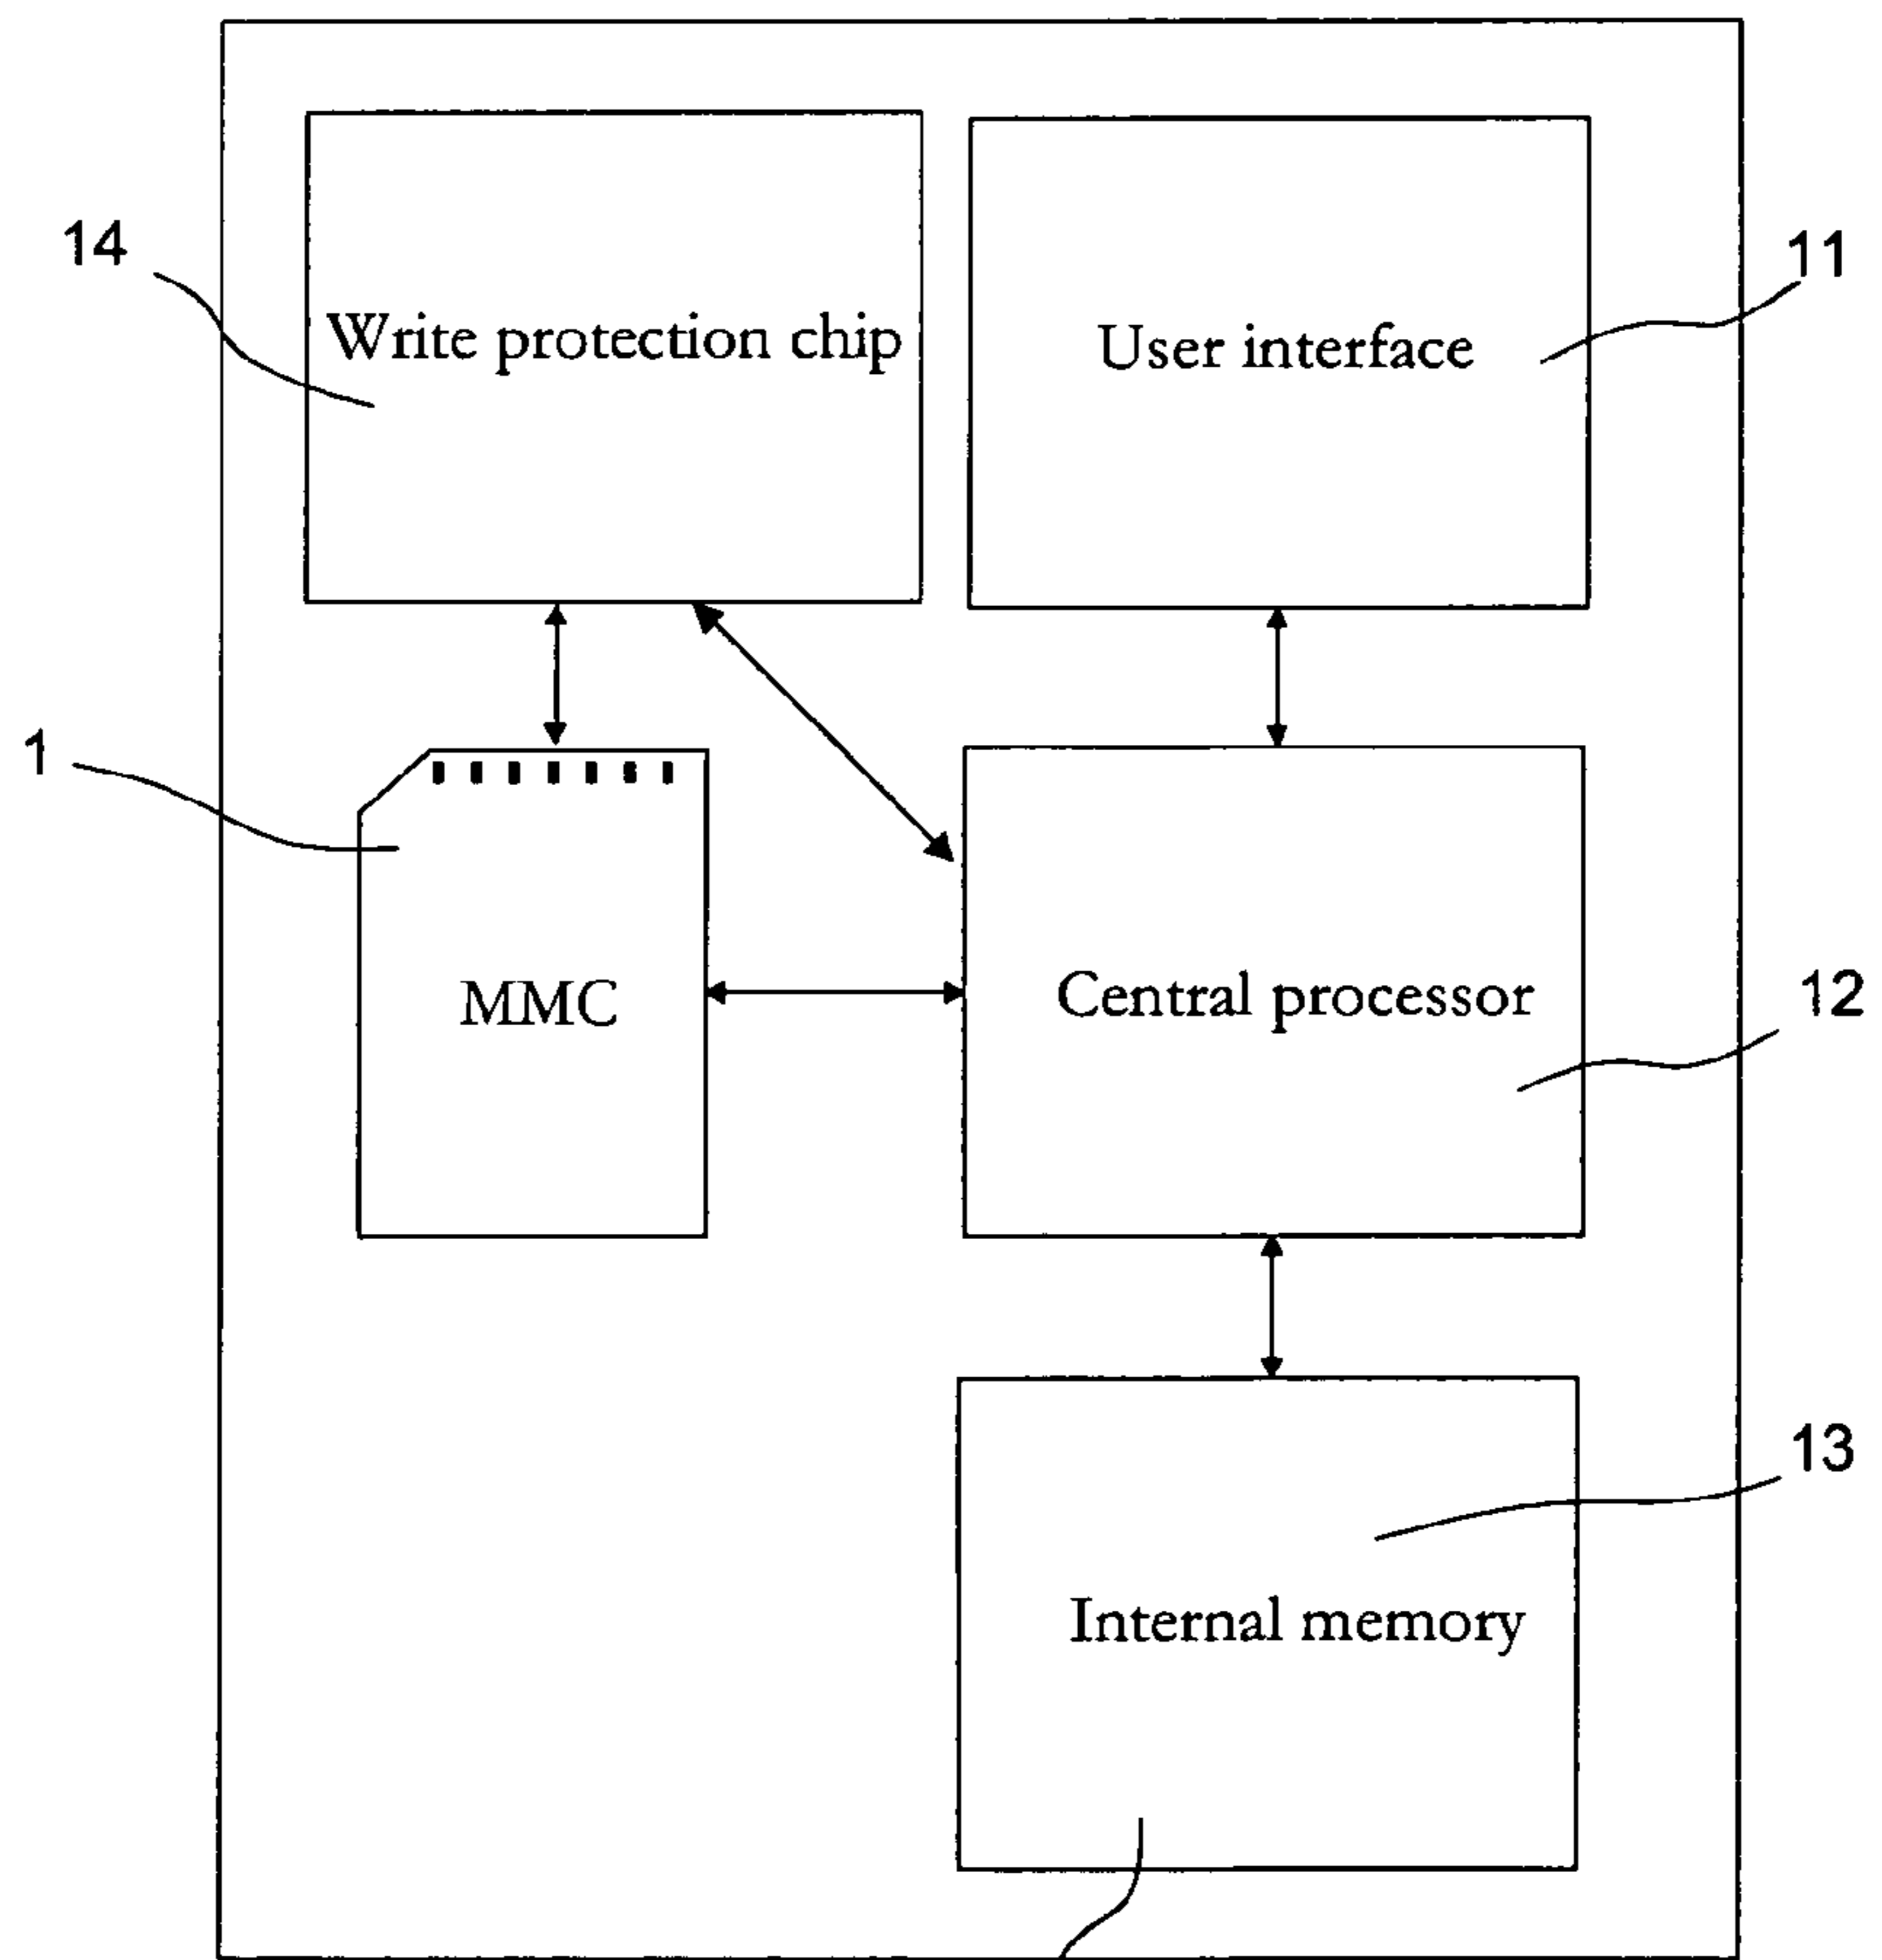 14
Write protection chip
User interface
11
1
MMC
Central processor
12
13
Internal memory